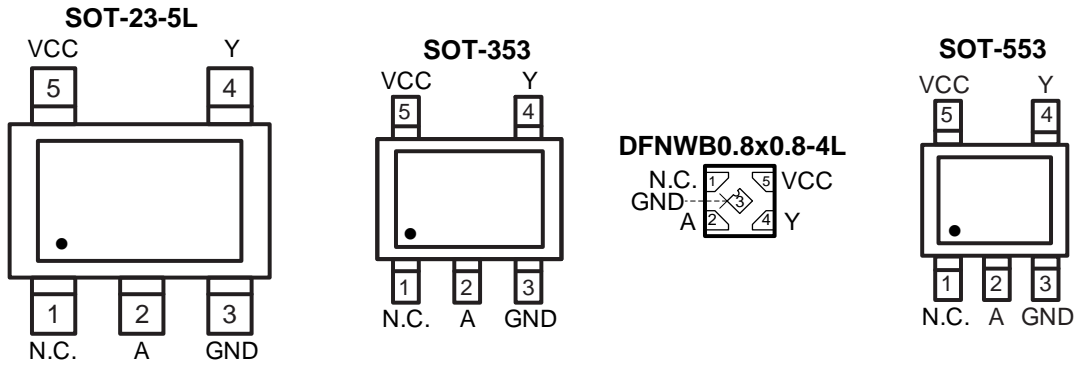 SOT-23-5L
VCC Y
5 4
1 2 3
N.C. A GND
SOT-353
VCC Y
5 4
1 2 3
N.C. A GND
DFNWB0.8x0.8-4L
N.C. 1 5 VCC
GND 3
A 2 4 Y
SOT-553
VCC Y
5 4
1 2 3
N.C. A GND